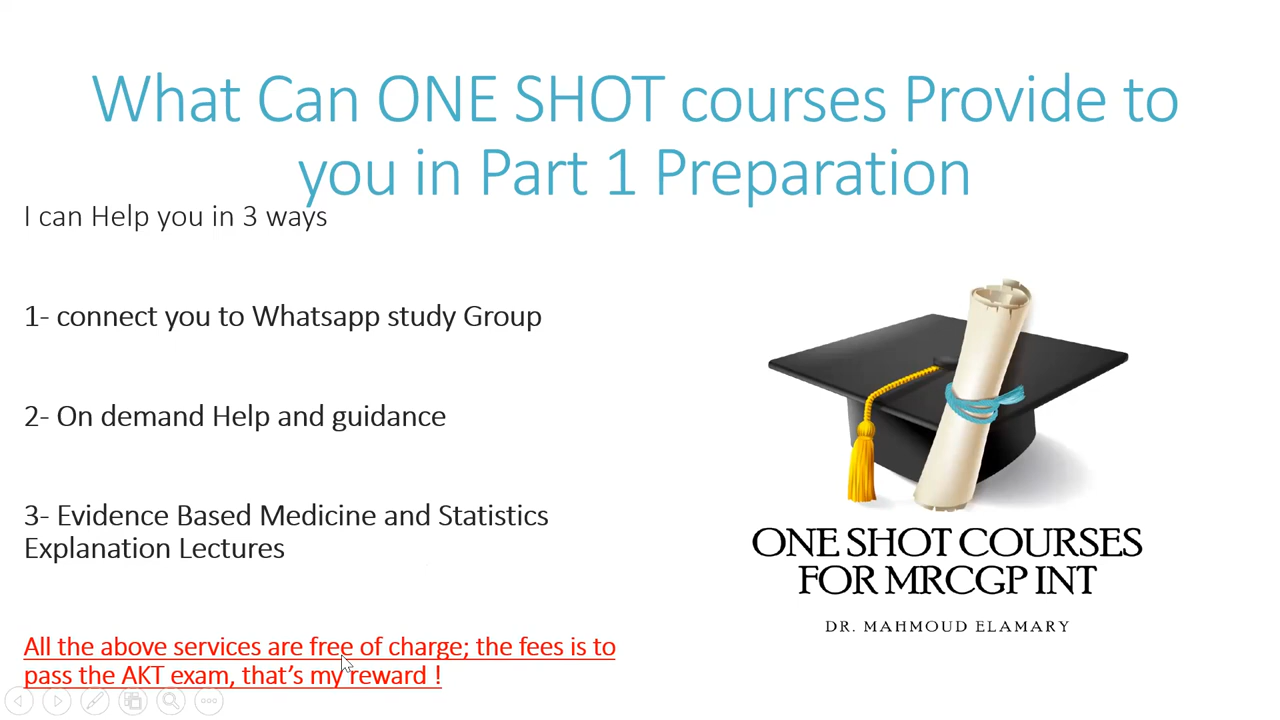 What Can ONE SHOT courses Provide to
you in Part 1 Preparation
I can Help you in 3 ways
1- connect you to Whatsapp study Group
2- On demand Help and guidance
3- Evidence Based Medicine and Statistics
Explanation Lectures
All the above services are free of charge; the fees is to
pass the AKT exam, that’s my reward !
ONE SHOT COURSES
FOR MRCGP INT
DR. MAHMOUD ELAMARY